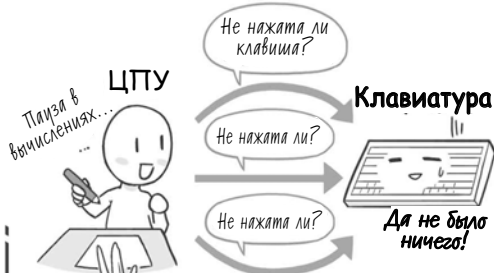 Не нажата ли
клавиша?
ЦПУ
Пауза в
вычислениях...
...
Клавиатура
Не нажата ли?
Не нажата ли?
Да не было
ничего!